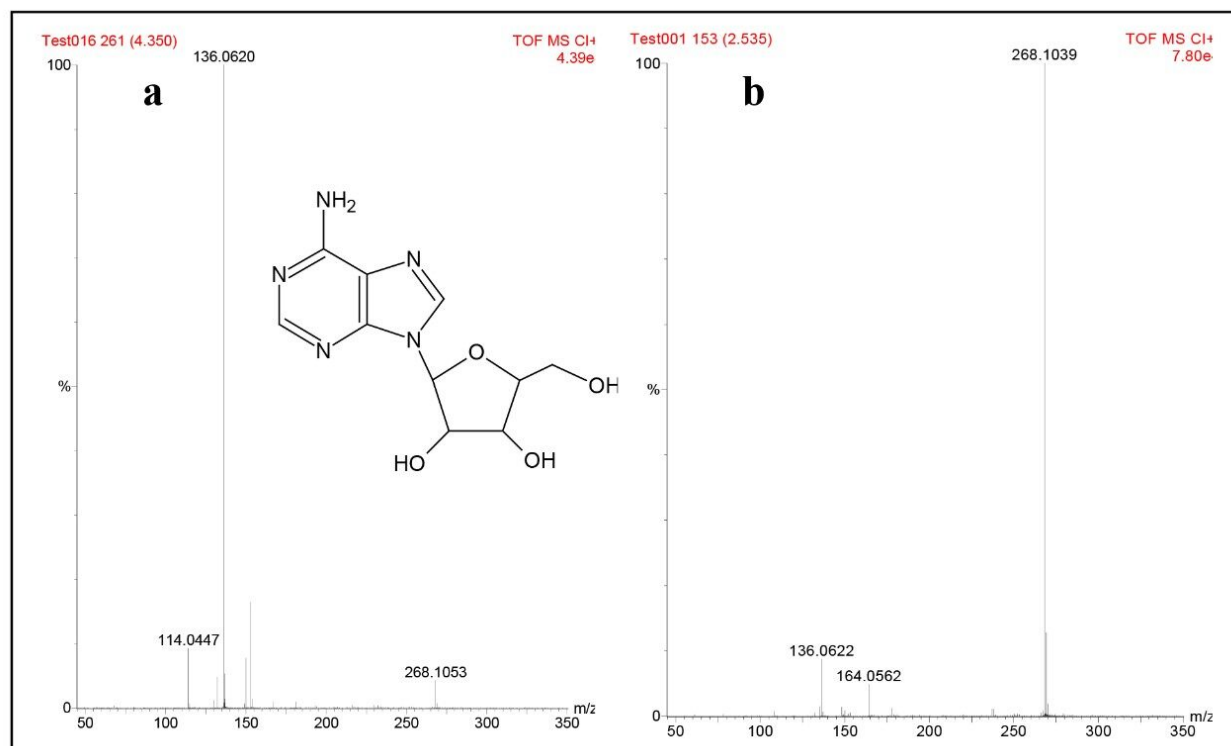 Test016 261 (4.350)
TOF MS CI+
4.39e
136.0620
100
a
NH2
N
N
N
N
O
OH
HO
OH
%
114.0447
268.1053
0
50 100 150 200 250 300 350 m/z
Test001 153 (2.535)
TOF MS CI+
7.80e
268.1039
100
b
%
136.0622
164.0562
0
50 100 150 200 250 300 350 m/z